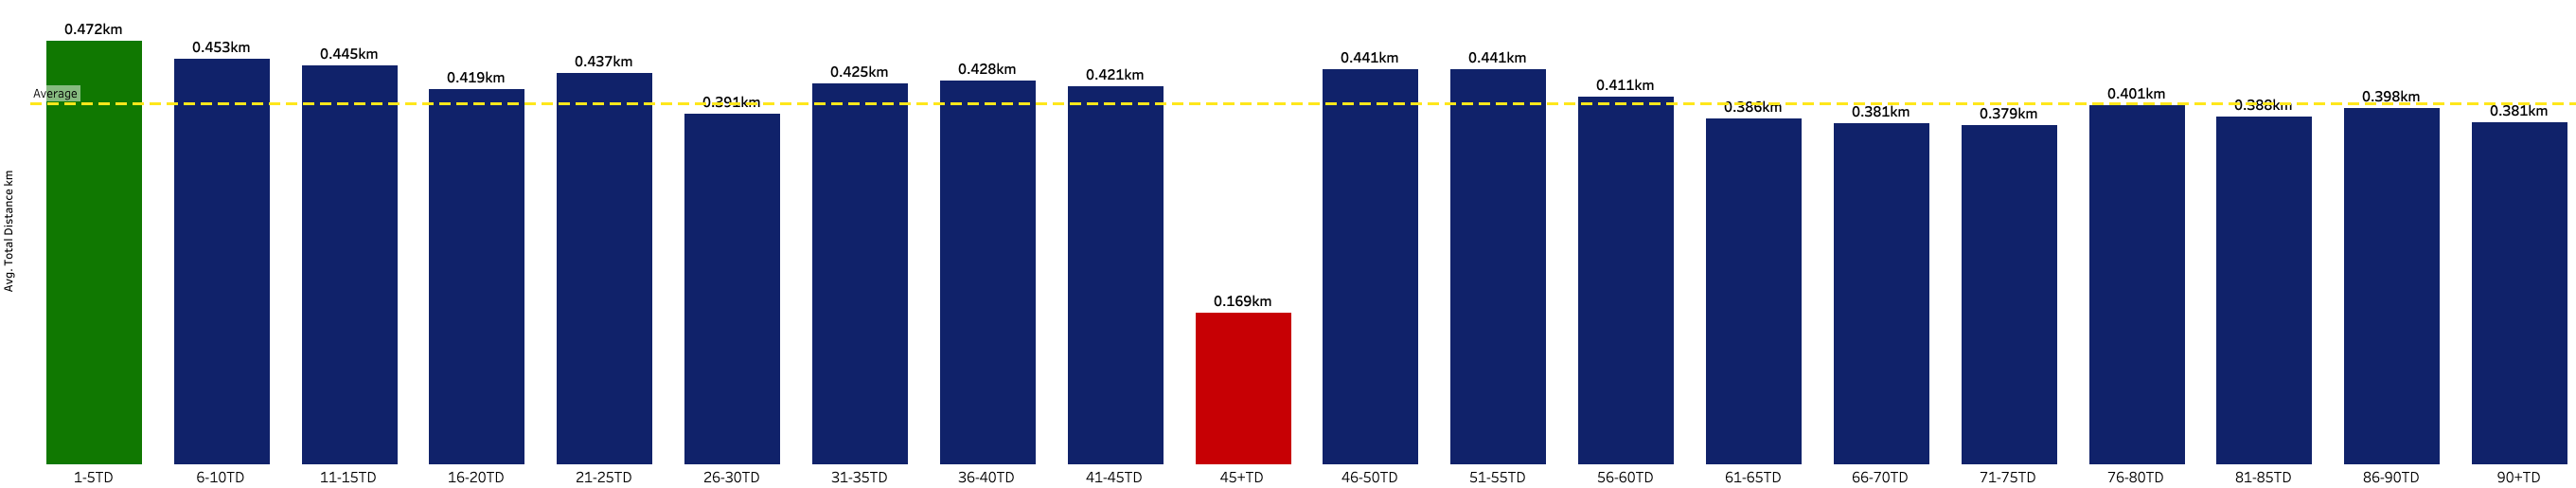 0.472km
0.453km
0.445km
0.419km
0.437km
0.391km
0.425km
0.428km
0.421km
0.169km
0.441km
0.441km
0.411km
0.386km
0.381km
0.379km
0.401km
0.388km
0.398km
0.381km
Average
Avg. Total Distance km
1-5TD
6-10TD
11-15TD
16-20TD
21-25TD
26-30TD
31-35TD
36-40TD
41-45TD
45+TD
46-50TD
51-55TD
56-60TD
61-65TD
66-70TD
71-75TD
76-80TD
81-85TD
86-90TD
90+TD